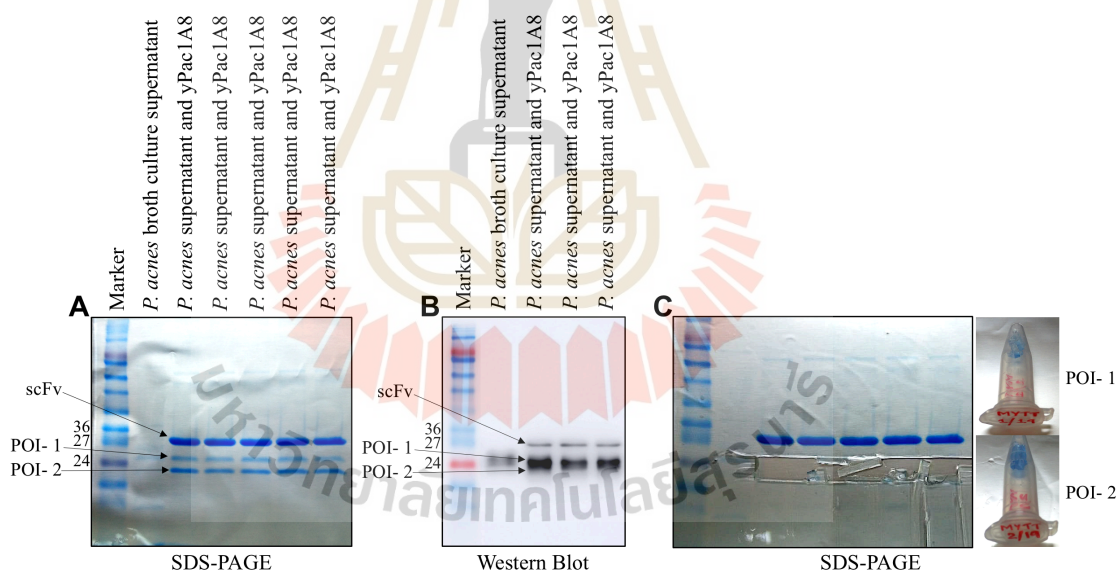 Marker
P. acnes broth culture supernatant
P. acnes supernatant and yPac1A8
P. acnes supernatant and yPac1A8
P. acnes supernatant and yPac1A8
P. acnes supernatant and yPac1A8
P. acnes supernatant and yPac1A8
Marker
P. acnes broth culture supernatant
P. acnes supernatant and yPac1A8
P. acnes supernatant and yPac1A8
P. acnes supernatant and yPac1A8
A
B
C
scFv
36
27
24
POI- 1
POI- 2
scFv
36
27
24
POI- 1
POI- 2
POI- 1
POI- 2
มหาวิทยาลัยเทคโนโลยีสุรนารี
SDS-PAGE
Western Blot
SDS-PAGE